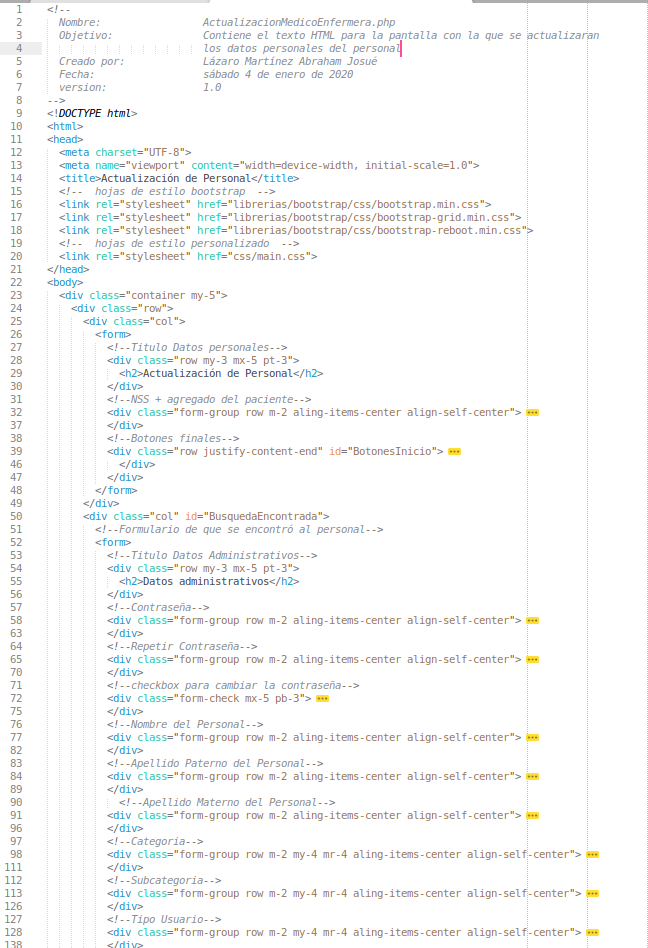 1 <!--
2 Nombre: ActualizacionMedicoEnfermera.php
3 Objetivo: Contiene el texto HTML para la pantalla con la que se actualizaran
4 los datos personales del personal
5 Creado por: Lázaro Martínez Abraham Josué
6 Fecha: sábado 4 de enero de 2020
7 version: 1.0
8 -->
9 <!DOCTYPE html>
10 <html>
11 <head>
12 <meta charset="UTF-8">
13 <meta name="viewport" content="width=device-width, initial-scale=1.0">
14 <title>Actualización de Personal</title>
15 <!-- hojas de estilo bootstrap -->
16 <link rel="stylesheet" href="librerias/bootstrap/css/bootstrap.min.css">
17 <link rel="stylesheet" href="librerias/bootstrap/css/bootstrap-grid.min.css">
18 <link rel="stylesheet" href="librerias/bootstrap/css/bootstrap-reboot.min.css">
19 <!-- hojas de estilo personalizado -->
20 <link rel="stylesheet" href="css/main.css">
21 </head>
22 <body>
23 <div class="container my-5">
24 <div class="row">
25 <div class="col">
26 <form>
27 <!--Titulo Datos personales-->
28 <div class="row my-3 mx-5 pt-3">
29 <h2>Actualización de Personal</h2>
30 </div>
31 <!--NSS + agregado del paciente-->
32 <div class="form-group row m-2 aling-items-center align-self-center">
37 </div>
38 <!--Botones finales-->
39 <div class="row justify-content-end" id="BotonesInicio">
46 </div>
47 </div>
48 </form>
49 </div>
50 <div class="col" id="BusquedaEncontrada">
51 <!--Formulario de que se encontró al personal-->
52 <form>
53 <!--Titulo Datos Administrativos-->
54 <div class="row my-3 mx-5 pt-3">
55 <h2>Datos administrativos</h2>
56 </div>
57 <!--Contraseña-->
58 <div class="form-group row m-2 aling-items-center align-self-center">
63 </div>
64 <!--Repetir Contraseña-->
65 <div class="form-group row m-2 aling-items-center align-self-center">
70 </div>
71 <!--checkbox para cambiar la contraseña-->
72 <div class="form-check mx-5 pb-3">
75 </div>
76 <!--Nombre del Personal-->
77 <div class="form-group row m-2 aling-items-center align-self-center">
82 </div>
83 <!--Apellido Paterno del Personal-->
84 <div class="form-group row m-2 aling-items-center align-self-center">
89 </div>
90 <!--Apellido Materno del Personal-->
91 <div class="form-group row m-2 aling-items-center align-self-center">
96 </div>
97 <!--Categoria-->
98 <div class="form-group row m-2 my-4 mr-4 aling-items-center align-self-center">
111 </div>
112 <!--Subcategoria-->
113 <div class="form-group row m-2 my-4 mr-4 aling-items-center align-self-center">
126 </div>
127 <!--Tipo Usuario-->
128 <div class="form-group row m-2 my-4 mr-4 aling-items-center align-self-center">
138 </div>